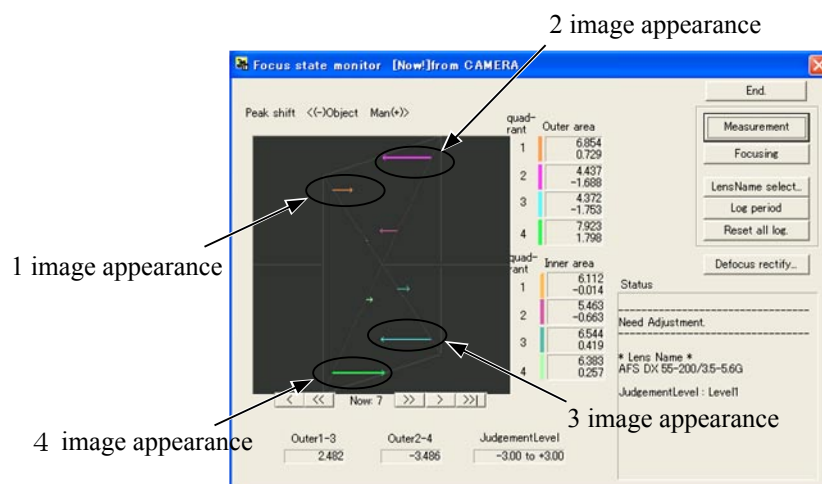 2 image appearance
Focus state monitor [Now!]from CAMERA
End.
Peak shift <(-)Object Man(+)>
quad-
rant Outer area
1 6.854
0.729
2 4.437
-1.688
3 4.372
-1.753
4 7.923
1.798
Measurement
Focusing
LensName select...
Log period
Reset all log.
1 image appearance
quad-
rant Inner area
1 6.112
-0.014
2 5.463
-0.663
3 6.544
0.419
4 6.383
0.257
Defocus rectify...
Status
Need Adjustment.
* Lens Name *
AFS DX 55-200/3.5-5.6G
JudgementLevel : Level1
< << Now: 7 >> > >>|
3 image appearance
4 image appearance
Outer1-3 Outer2-4 JudgementLevel
2.482 -3.486 -3.00 to +3.00